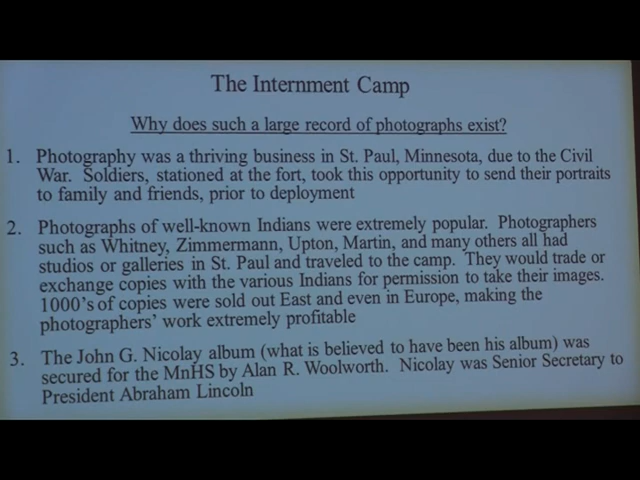 The Internment Camp
Why does such a large record of photographs exist?
1. Photography was a thriving business in St. Paul, Minnesota, due to the Civil
War. Soldiers, stationed at the fort, took this opportunity to send their portraits
to family and friends, prior to deployment
2. Photographs of well-known Indians were extremely popular. Photographers
such as Whitney, Zimmermann, Upton, Martin, and many others all had
studios or galleries in St. Paul and traveled to the camp. They would trade or
exchange copies with the various Indians for permission to take their images.
1000's of copies were sold out East and even in Europe, making the
photographers' work extremely profitable
3. The John G. Nicolay album (what is believed to have been his album) was
secured for the MnHS by Alan R. Woolworth. Nicolay was Senior Secretary to
President Abraham Lincoln